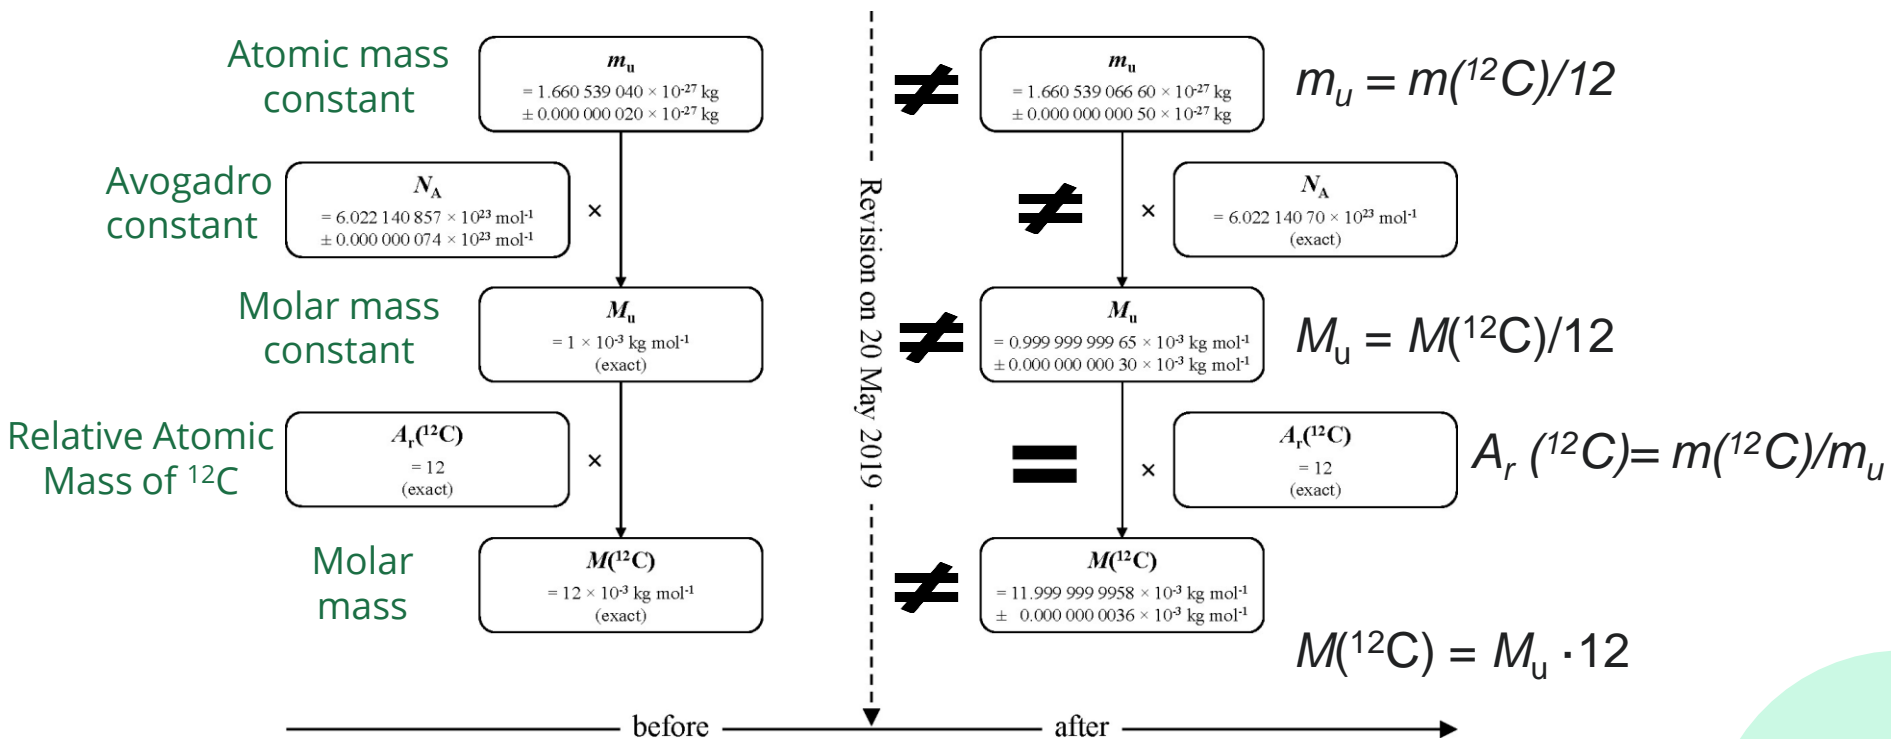 Atomic mass
constant
m_u
= 1.660 539 040 × 10⁻²⁷ kg
± 0.000 000 020 × 10⁻²⁷ kg
≠
m_u
= 1.660 539 066 60 × 10⁻²⁷ kg
± 0.000 000 000 50 × 10⁻²⁷ kg
m_u = m(¹²C)/12
Avogadro
constant
N_A
= 6.022 140 857 × 10²³ mol⁻¹
± 0.000 000 074 × 10²³ mol⁻¹
×
≠
×
N_A
= 6.022 140 70 × 10²³ mol⁻¹
(exact)
Molar mass
constant
M_u
= 1 × 10⁻³ kg mol⁻¹
(exact)
≠
M_u
= 0.999 999 999 65 × 10⁻³ kg mol⁻¹
± 0.000 000 000 30 × 10⁻³ kg mol⁻¹
M_u = M(¹²C)/12
Relative Atomic
Mass of ¹²C
A_r(¹²C)
= 12
(exact)
×
=
×
A_r(¹²C)
= 12
(exact)
A_r (¹²C)= m(¹²C)/m_u
Molar
mass
M(¹²C)
= 12 × 10⁻³ kg mol⁻¹
(exact)
≠
M(¹²C)
= 11.999 999 9958 × 10⁻³ kg mol⁻¹
± 0.000 000 0036 × 10⁻³ kg mol⁻¹
M(¹²C) = M_u ·12
Revision on 20 May 2019
before
after